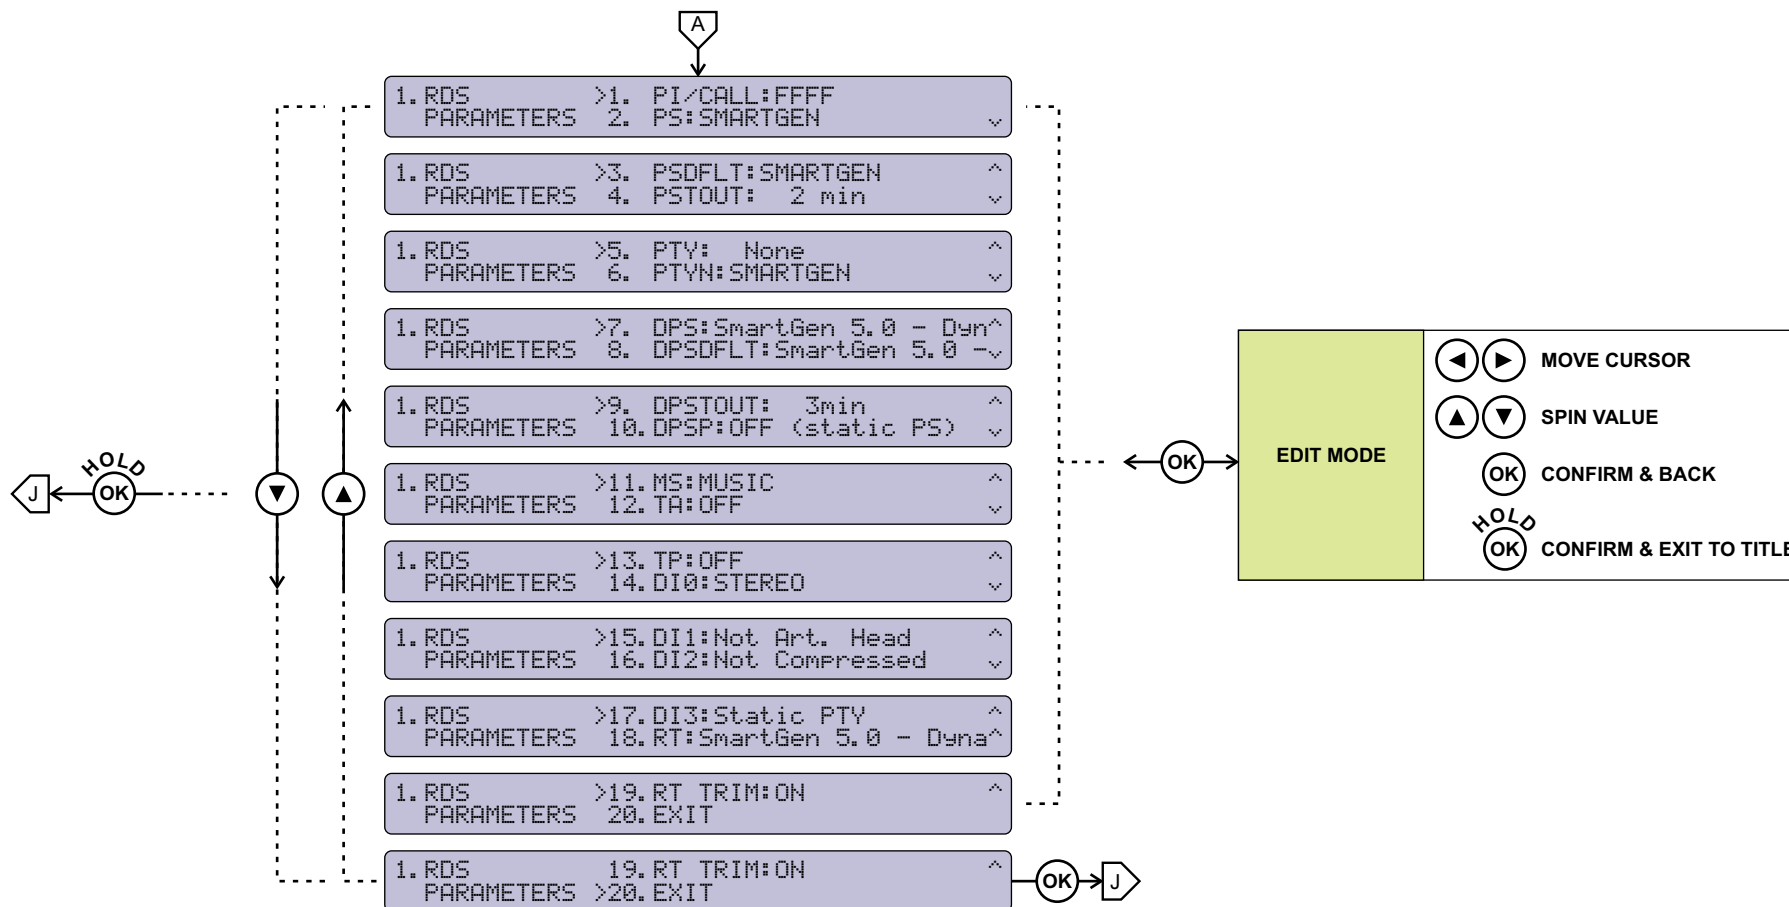 A
1. RDS >1. PI/CALL:FFFF
PARAMETERS 2. PS:SMARTGEN
1. RDS >3. PSDFLT:SMARTGEN
PARAMETERS 4. PSTOUT: 2 min
1. RDS >5. PTY: None
PARAMETERS 6. PTYN:SMARTGEN
1. RDS >7. DPS:SmartGen 5.0 - Dyn
PARAMETERS 8. DPSDFLT:SmartGen 5.0 -
1. RDS >9. DPSTOUT: 3min
PARAMETERS 10. DPSP:OFF (static PS)
1. RDS >11. MS:MUSIC
PARAMETERS 12. TA:OFF
1. RDS >13. TP:OFF
PARAMETERS 14. DI0:STEREO
1. RDS >15. DI1:Not Art. Head
PARAMETERS 16. DI2:Not Compressed
1. RDS >17. DI3:Static PTY
PARAMETERS 18. RT:SmartGen 5.0 - Dyna
1. RDS >19. RT TRIM:ON
PARAMETERS 20. EXIT
1. RDS 19. RT TRIM:ON
PARAMETERS >20. EXIT
HOLD
J OK
OK
EDIT MODE
MOVE CURSOR
SPIN VALUE
OK CONFIRM & BACK
HOLD
OK CONFIRM & EXIT TO TITLE
OK J